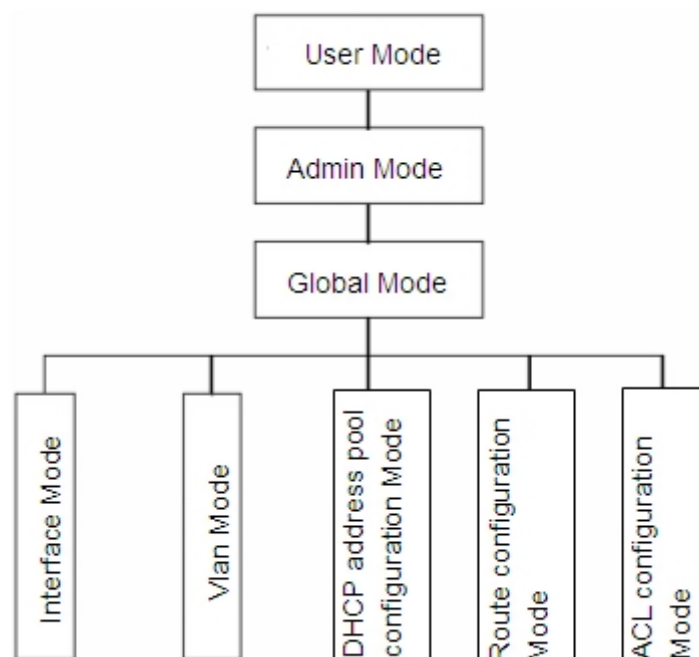 User Mode
Admin Mode
Global Mode
Interface Mode
Vlan Mode
DHCP address pool
configuration Mode
Route configuration
Mode
ACL configuration
Mode